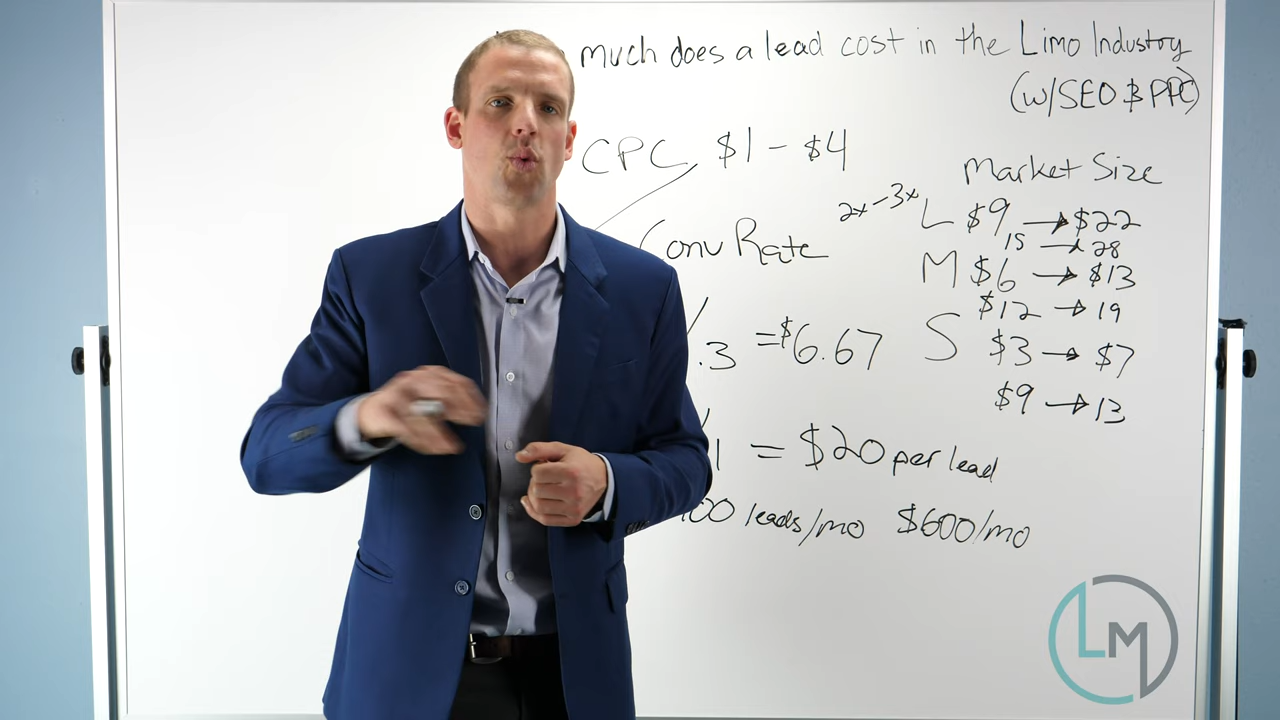 much does a lead cost in the Limo Industry
(w/SEO & PPC)
CPC $1 - $4
Market Size
2x-3x L $9 → $22
15 → 28
Conv Rate
M $6 → $13
$12 → 19
.3 = $6.67
S $3 → $7
$9 → 13
.1 = $20 per lead
100 leads/mo $600/mo
LM